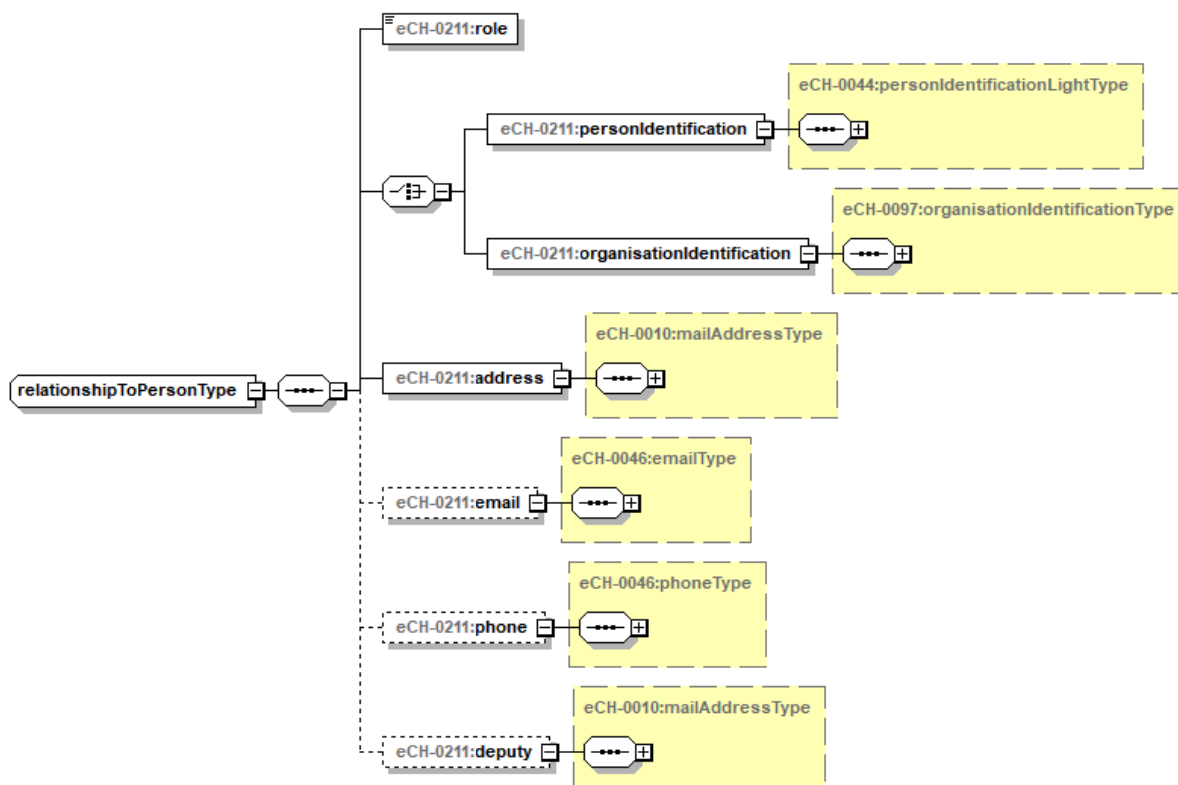 eCH-0211:role
eCH-0044:personIdentificationLightType
eCH-0211:personIdentification
eCH-0097:organisationIdentificationType
eCH-0211:organisationIdentification
eCH-0010:mailAddressType
eCH-0211:address
relationshipToPersonType
eCH-0046:emailType
eCH-0211:email
eCH-0046:phoneType
eCH-0211:phone
eCH-0010:mailAddressType
eCH-0211:deputy